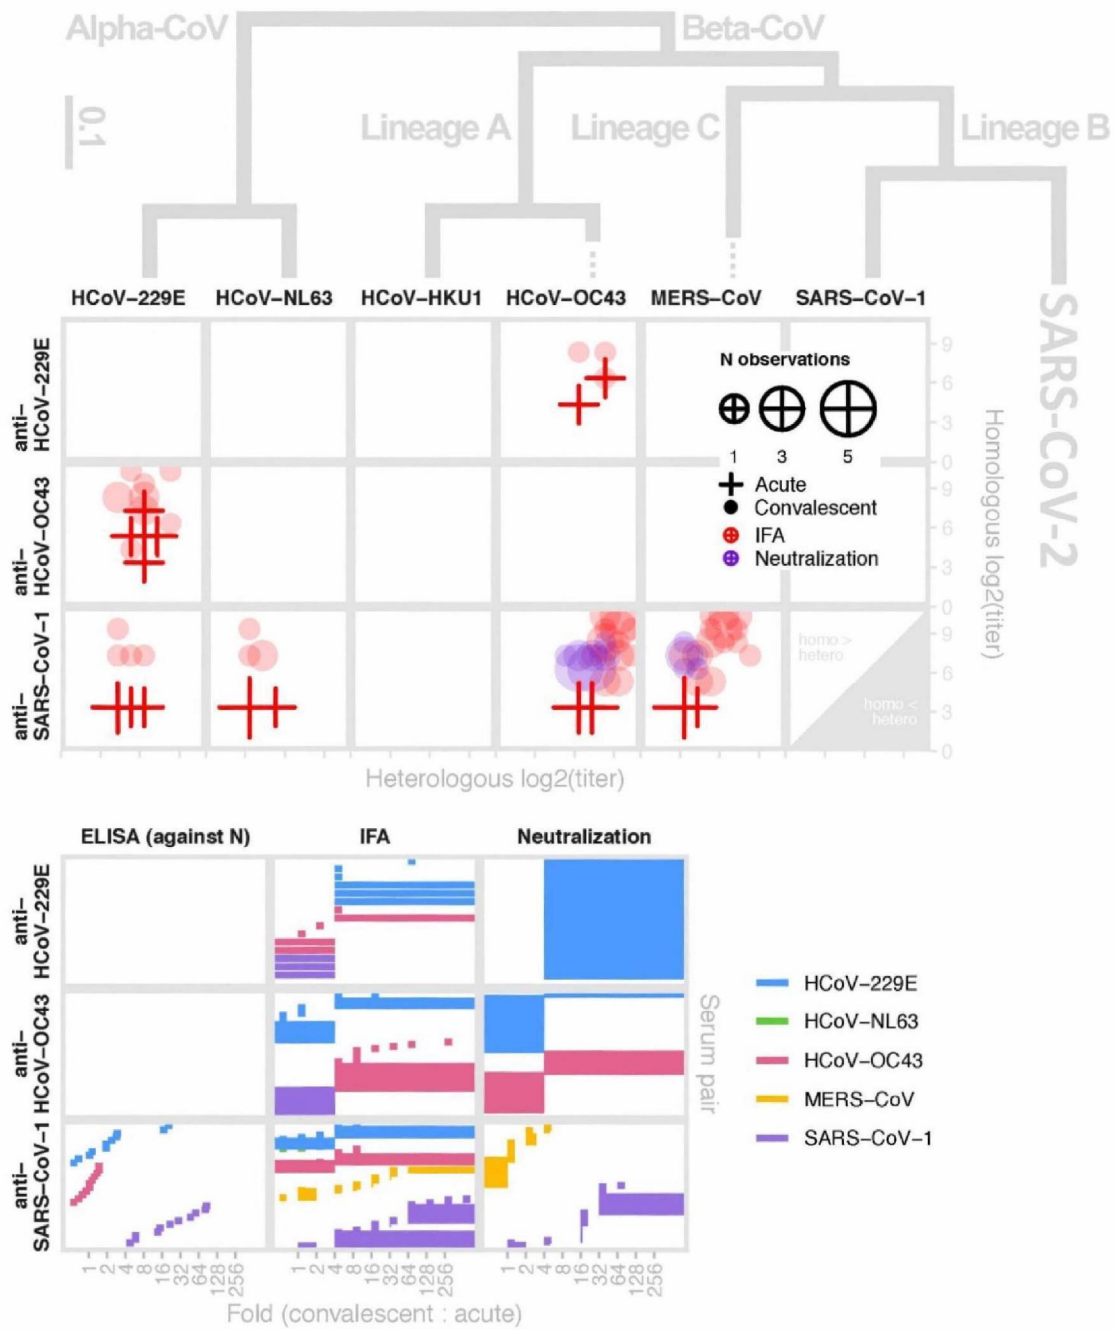 Alpha-CoV
Beta-CoV
0.1
Lineage A
Lineage C
Lineage B
HCoV–229E
HCoV–NL63
HCoV–HKU1
HCoV–OC43
MERS–CoV
SARS–CoV–1
SARS-CoV-2
anti–
HCoV–229E
anti–
HCoV–OC43
anti–
SARS–CoV–1
N observations
1 3 5
Acute
Convalescent
IFA
Neutralization
homo >
hetero
homo <
hetero
9
6
3
0
9
6
3
0
9
6
3
0
Homologous log2(titer)
Heterologous log2(titer)
ELISA (against N)
IFA
Neutralization
anti–
HCoV–229E
anti–
HCoV–OC43
anti–
SARS–CoV–1
Serum pair
1 2 4 8 16 32 64 128 256
1 2 4 8 16 32 64 128 256
1 2 4 8 16 32 64 128 256
Fold (convalescent : acute)
HCoV–229E
HCoV–NL63
HCoV–OC43
MERS–CoV
SARS–CoV–1